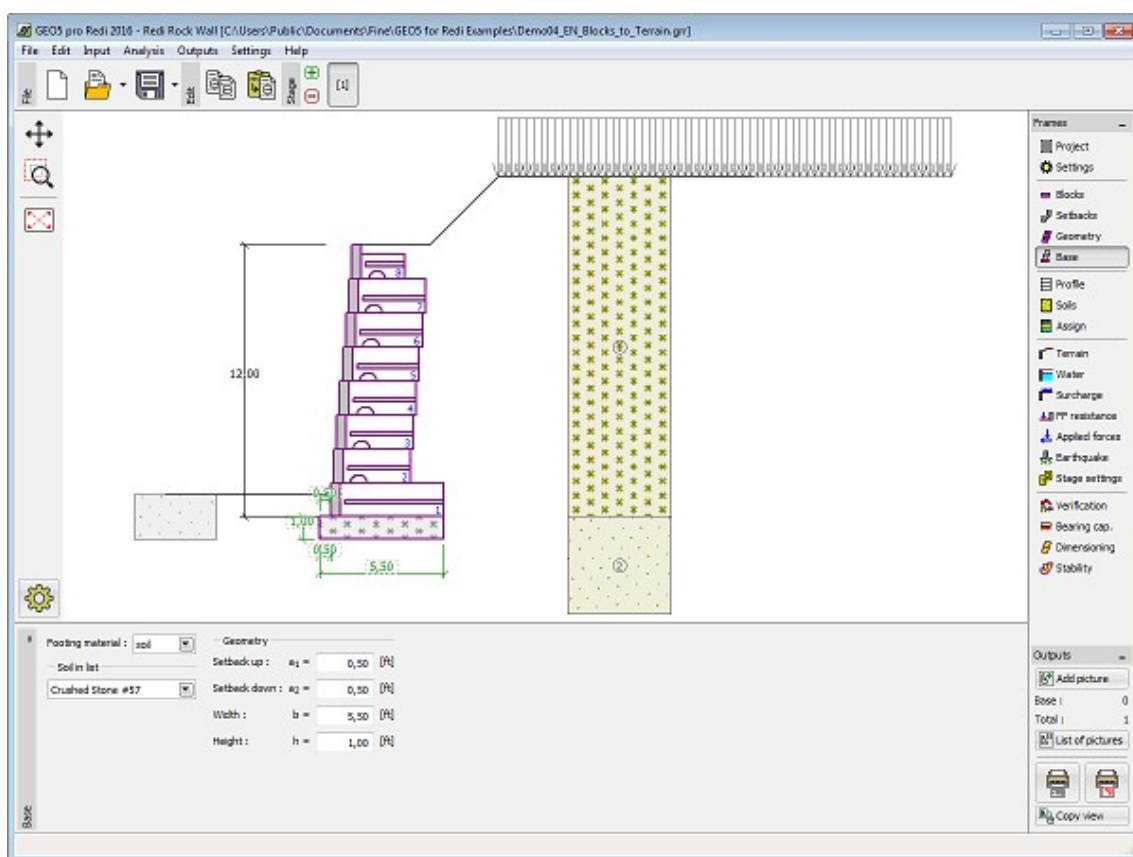 GEO5 pro Redi 2016 - Redi Rock Wall [C:\Users\Public\Documents\Fine\GEO5 for Redi Examples\Demo04_EN_Blocks_to_Terrain.grr]
File Edit Input Analysis Outputs Settings Help
File
Edit
Stage
[1]
12,00
8
7
6
5
4
3
2
1
0,50
1,00
0,50
5,50
1
2
Frames
Project
Settings
Blocks
Setbacks
Geometry
Base
Profile
Soils
Assign
Terrain
Water
Surcharge
FF resistance
Applied forces
Earthquake
Stage settings
Verification
Bearing cap.
Dimensioning
Stability
Outputs
Add picture
Base : 0
Total : 1
List of pictures
Copy view
Base
Footing material : soil
Soil in list
Crushed Stone #57
Geometry
Setback up : a1 = 0,50 [ft]
Setback down : a2 = 0,50 [ft]
Width : b = 5,50 [ft]
Height : h = 1,00 [ft]